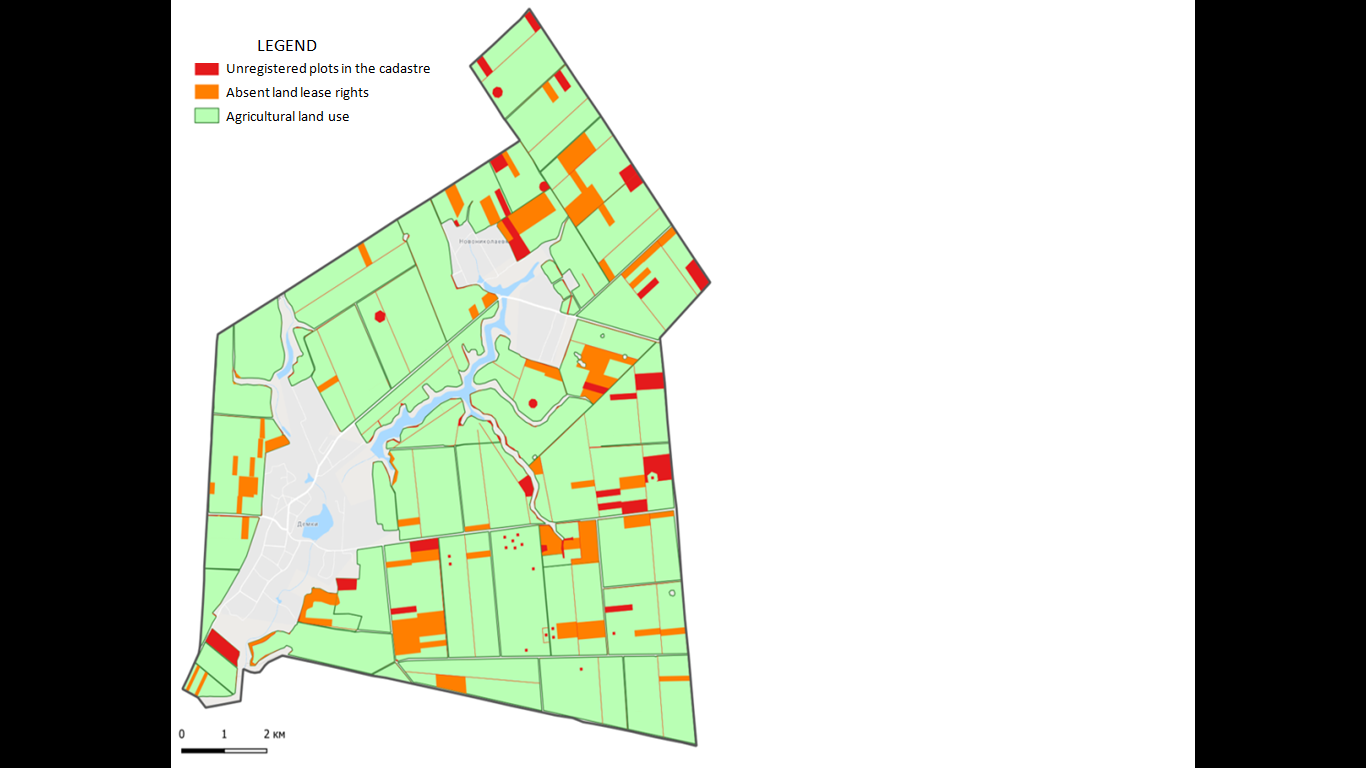 LEGEND
Unregistered plots in the cadastre
Absent land lease rights
Agricultural land use
Новониколаевка
Демки
0 1 2 км